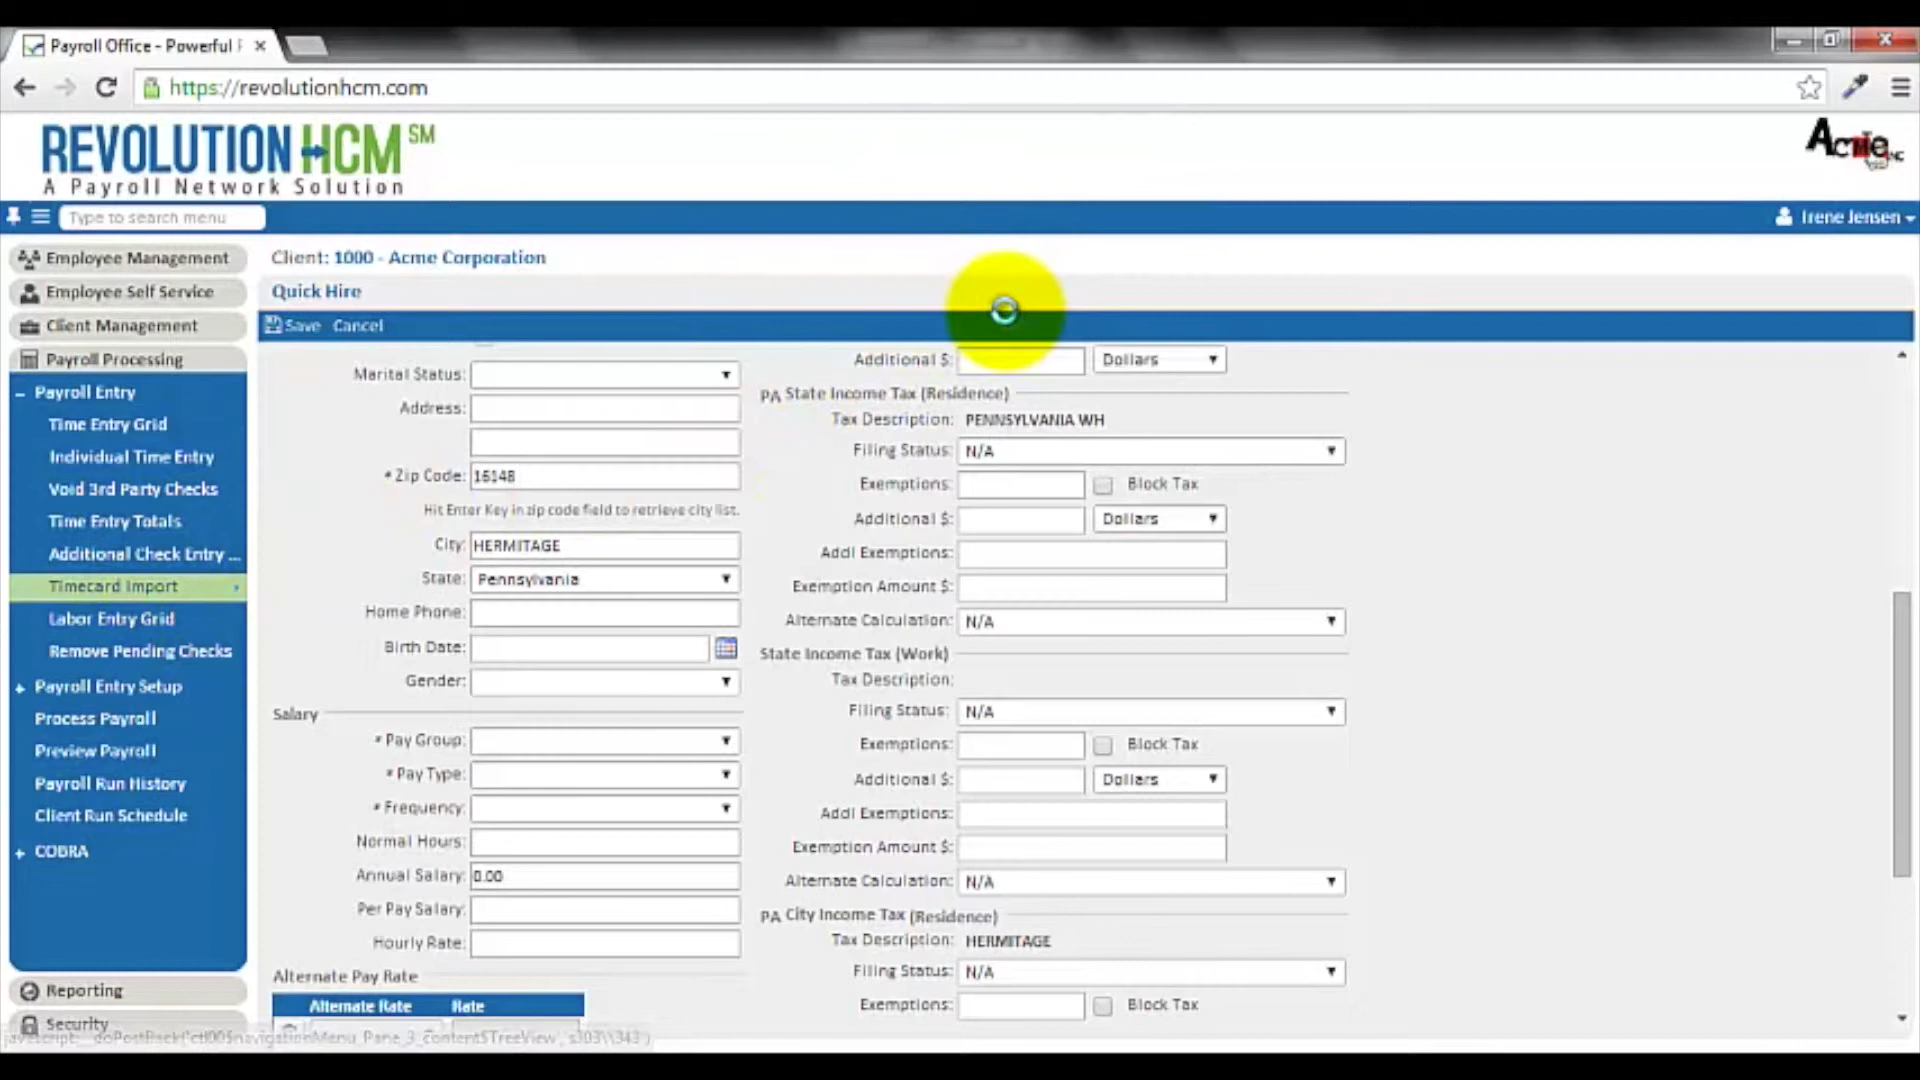 Payroll Office - Powerful
https://revolutionhcm.com
REVOLUTION HCM SM
A Payroll Network Solution
Acme
Type to search menu
Irene Jensen
Employee Management
Employee Self Service
Client Management
Payroll Processing
Payroll Entry
Time Entry Grid
Individual Time Entry
Void 3rd Party Checks
Time Entry Totals
Additional Check Entry ...
Timecard Import
Labor Entry Grid
Remove Pending Checks
Payroll Entry Setup
Process Payroll
Preview Payroll
Payroll Run History
Client Run Schedule
COBRA
Reporting
Security
Client: 1000 - Acme Corporation
Quick Hire
Save Cancel
Marital Status:
Address:
* Zip Code: 16148
Hit Enter Key in zip code field to retrieve city list.
City: HERMITAGE
State: Pennsylvania
Home Phone:
Birth Date:
Gender:
Salary
* Pay Group:
* Pay Type:
* Frequency:
Normal Hours:
Annual Salary: 0.00
Per Pay Salary:
Hourly Rate:
Alternate Pay Rate
Alternate Rate Rate
Additional $: Dollars
PA State Income Tax (Residence)
Tax Description: PENNSYLVANIA WH
Filing Status: N/A
Exemptions: Block Tax
Additional $: Dollars
Addl Exemptions:
Exemption Amount $:
Alternate Calculation: N/A
State Income Tax (Work)
Tax Description:
Filing Status: N/A
Exemptions: Block Tax
Additional $: Dollars
Addl Exemptions:
Exemption Amount $:
Alternate Calculation: N/A
PA City Income Tax (Residence)
Tax Description: HERMITAGE
Filing Status: N/A
Exemptions: Block Tax